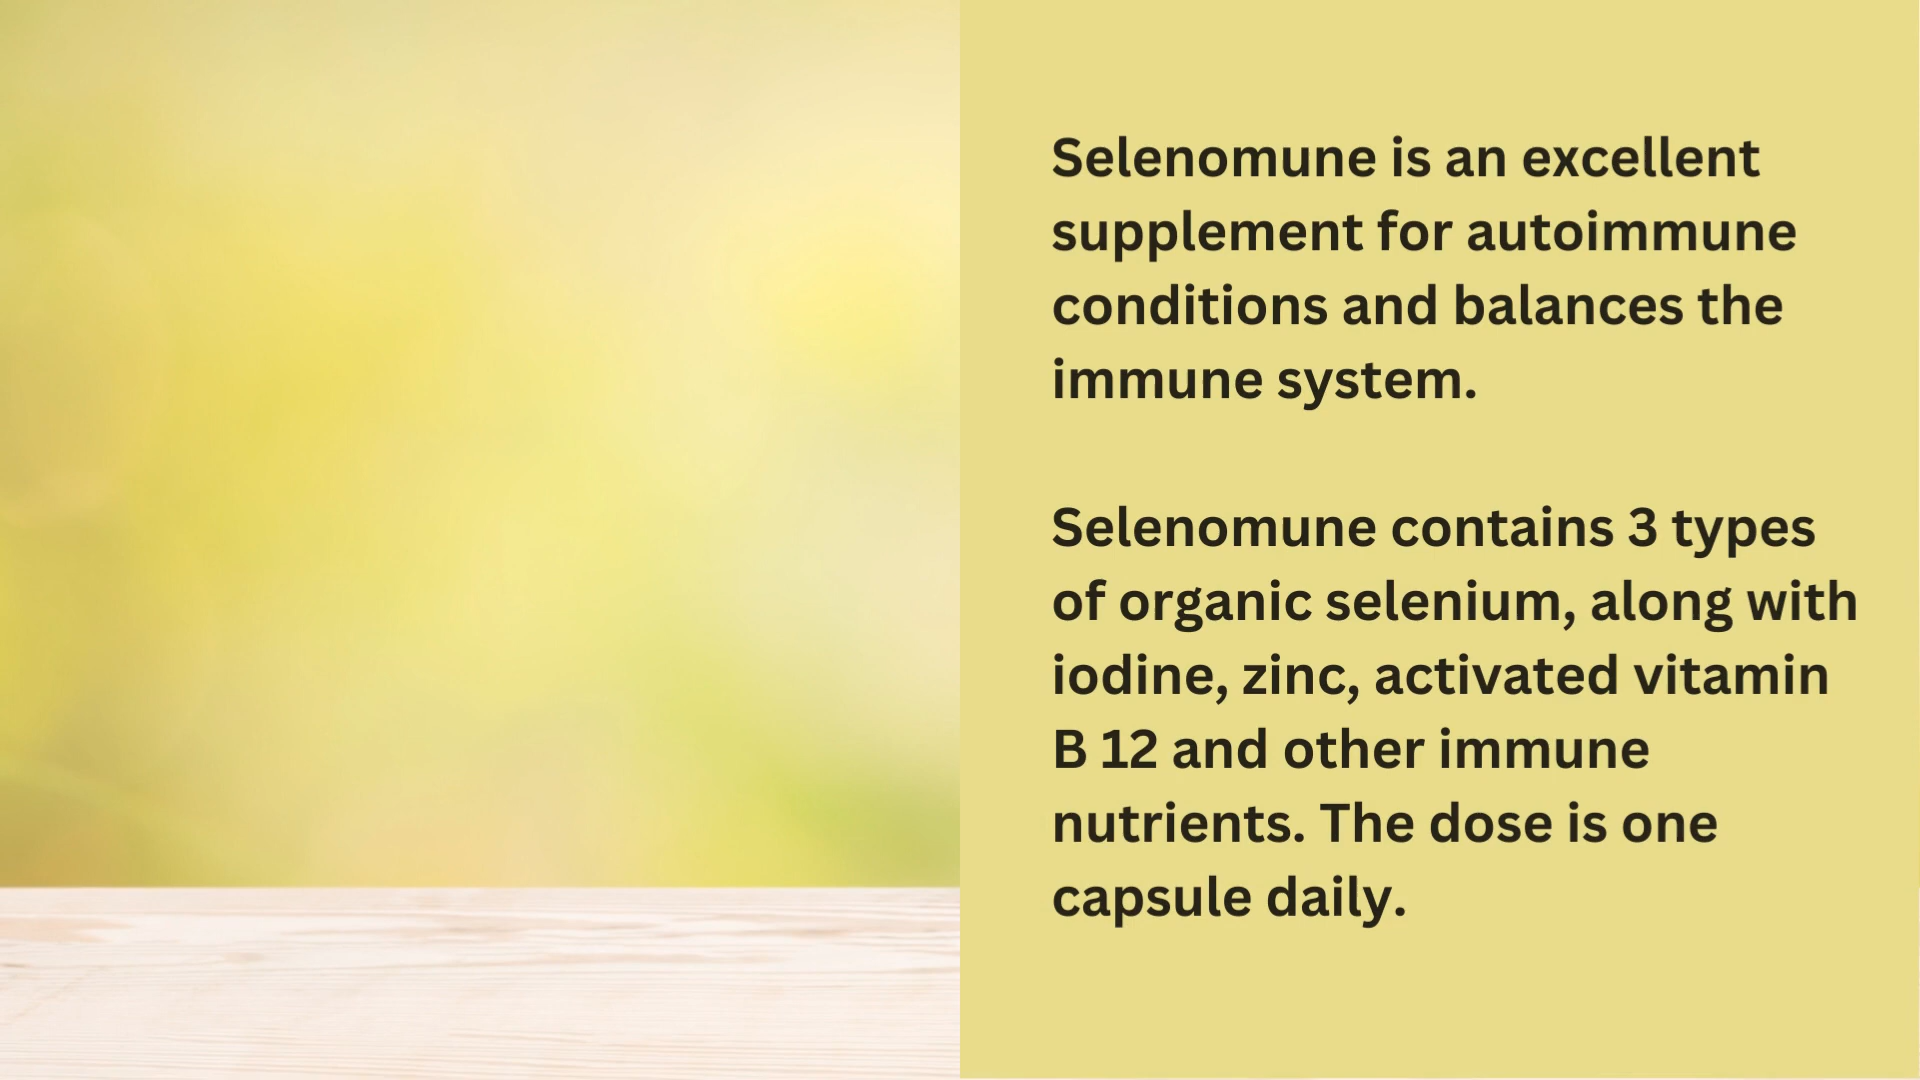 Selenomune is an excellent
supplement for autoimmune
conditions and balances the
immune system.
Selenomune contains 3 types
of organic selenium, along with
iodine, zinc, activated vitamin
B 12 and other immune
nutrients. The dose is one
capsule daily.